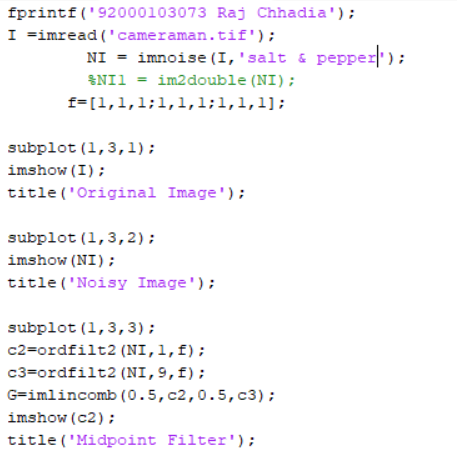 fprintf('92000103073 Raj Chhadia');
I =imread('cameraman.tif');
NI = imnoise(I,'salt & pepper');
%NI1 = im2double(NI);
f=[1,1,1;1,1,1;1,1,1];
subplot(1,3,1);
imshow(I);
title('Original Image');
subplot(1,3,2);
imshow(NI);
title('Noisy Image');
subplot(1,3,3);
c2=ordfilt2(NI,1,f);
c3=ordfilt2(NI,9,f);
G=imlincomb(0.5,c2,0.5,c3);
imshow(c2);
title('Midpoint Filter');